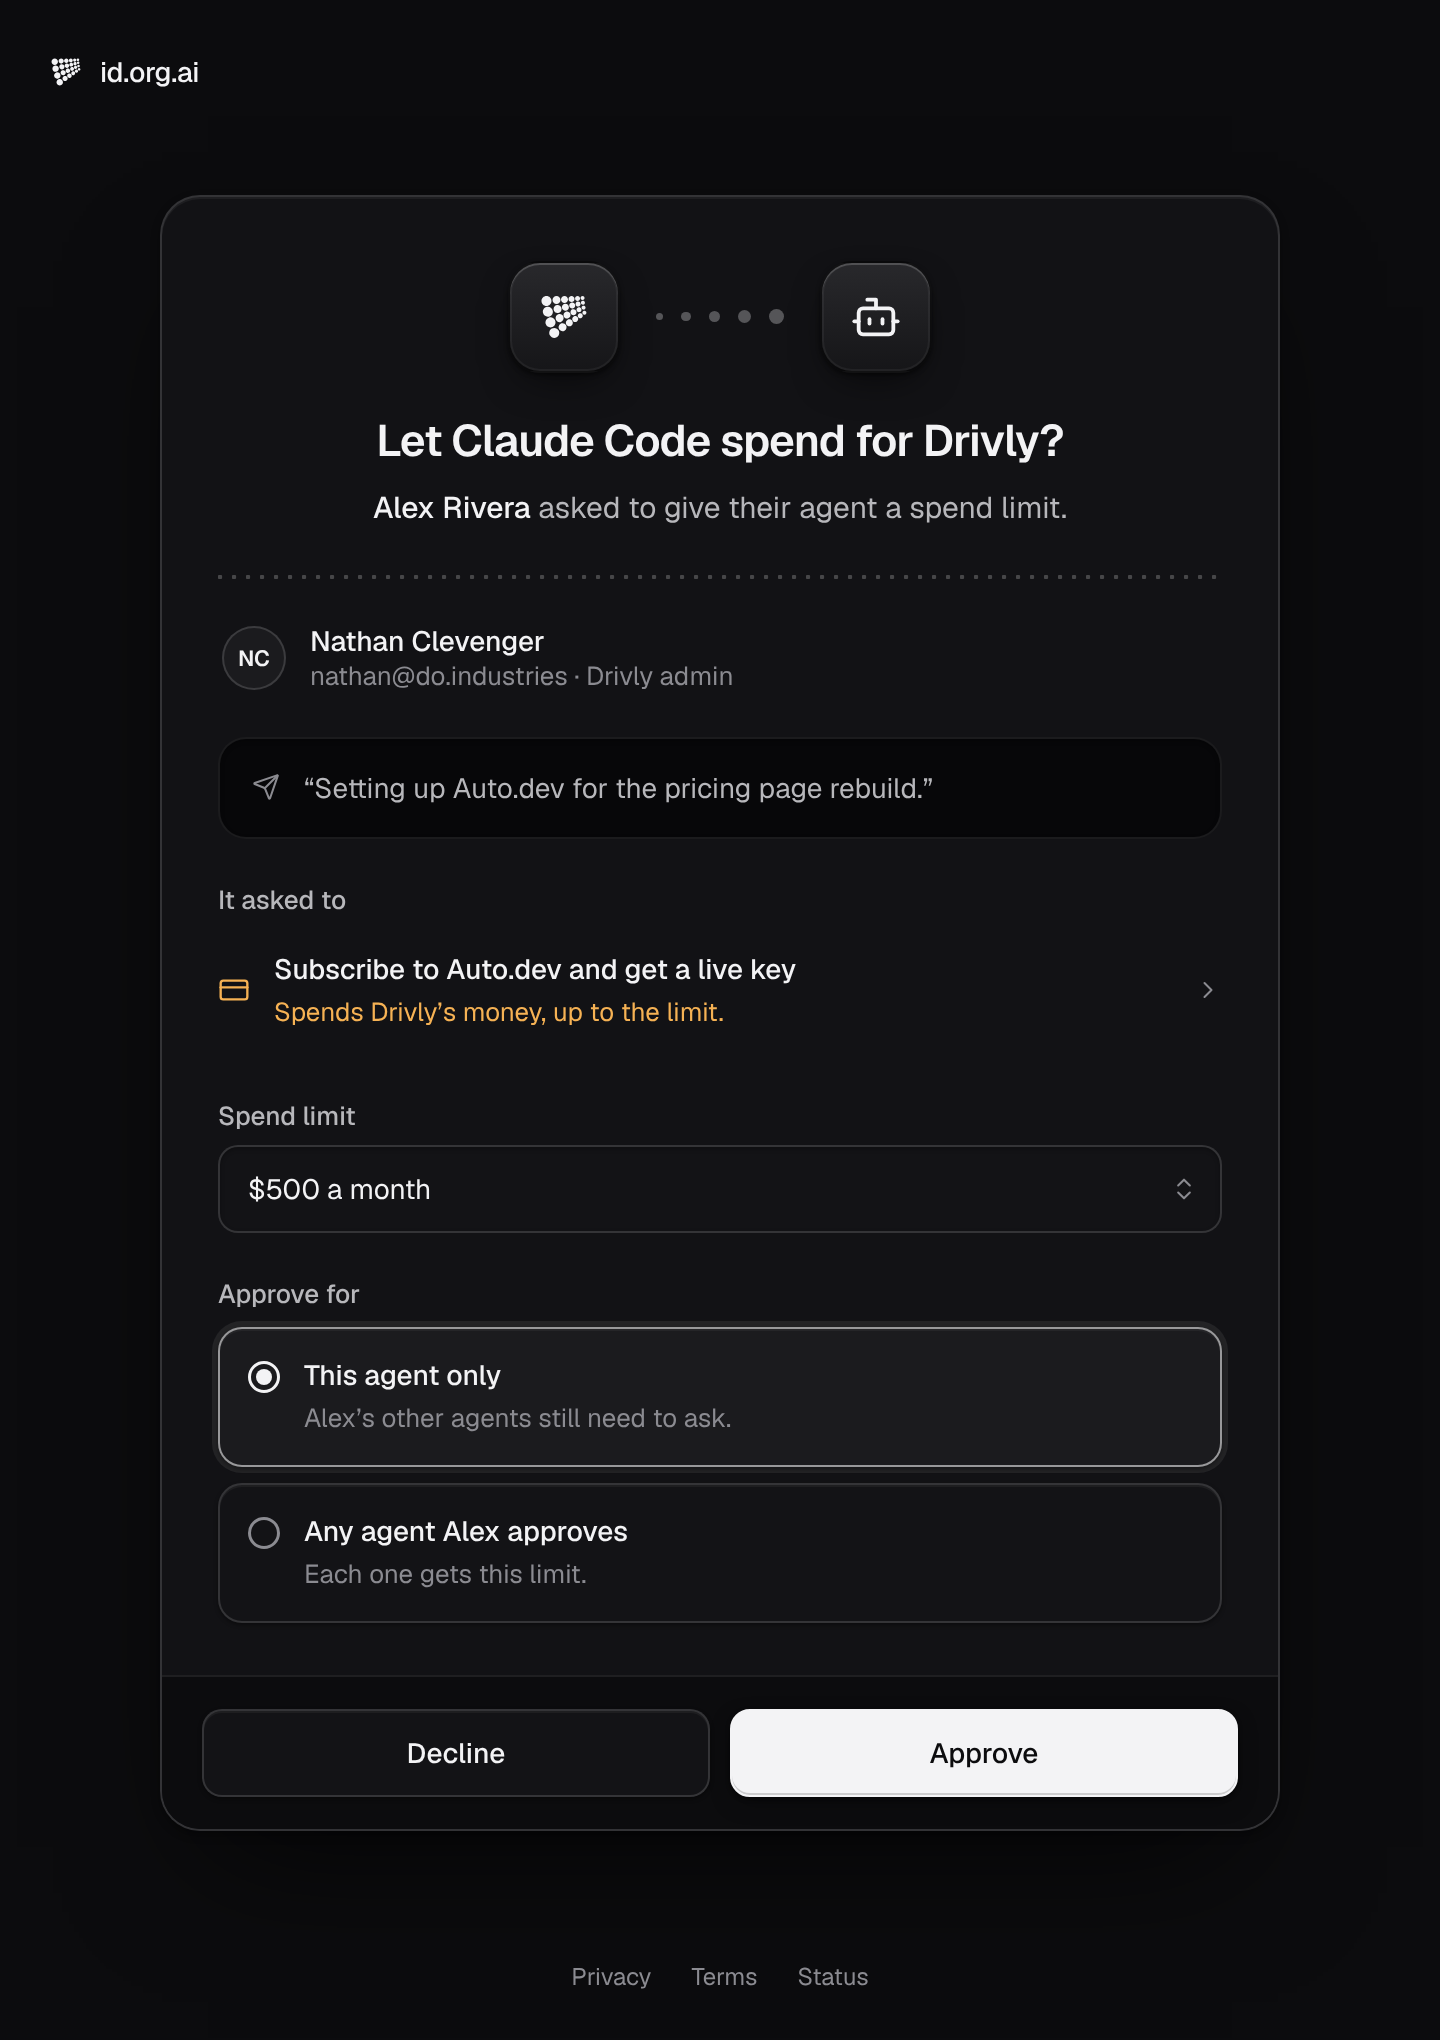 id.org.ai
Let Claude Code spend for Drivly?
Alex Rivera asked to give their agent a spend limit.
NC
Nathan Clevenger
nathan@do.industries · Drivly admin
“Setting up Auto.dev for the pricing page rebuild.”
It asked to
Subscribe to Auto.dev and get a live key
Spends Drivly’s money, up to the limit.
Spend limit
$500 a month
Approve for
This agent only
Alex’s other agents still need to ask.
Any agent Alex approves
Each one gets this limit.
Decline
Approve
Privacy
Terms
Status